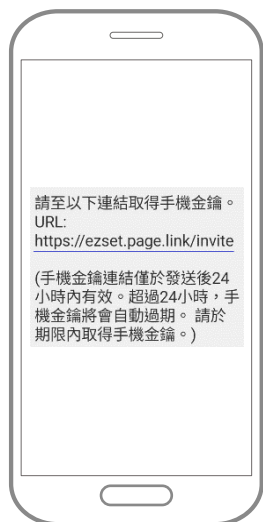 請至以下連結取得手機金鑰。
URL:
https://ezset.page.link/invite
(手機金鑰連結僅於發送後24
小時內有效。超過24小時，手
機金鑰將會自動過期。 請於
期限內取得手機金鑰。)